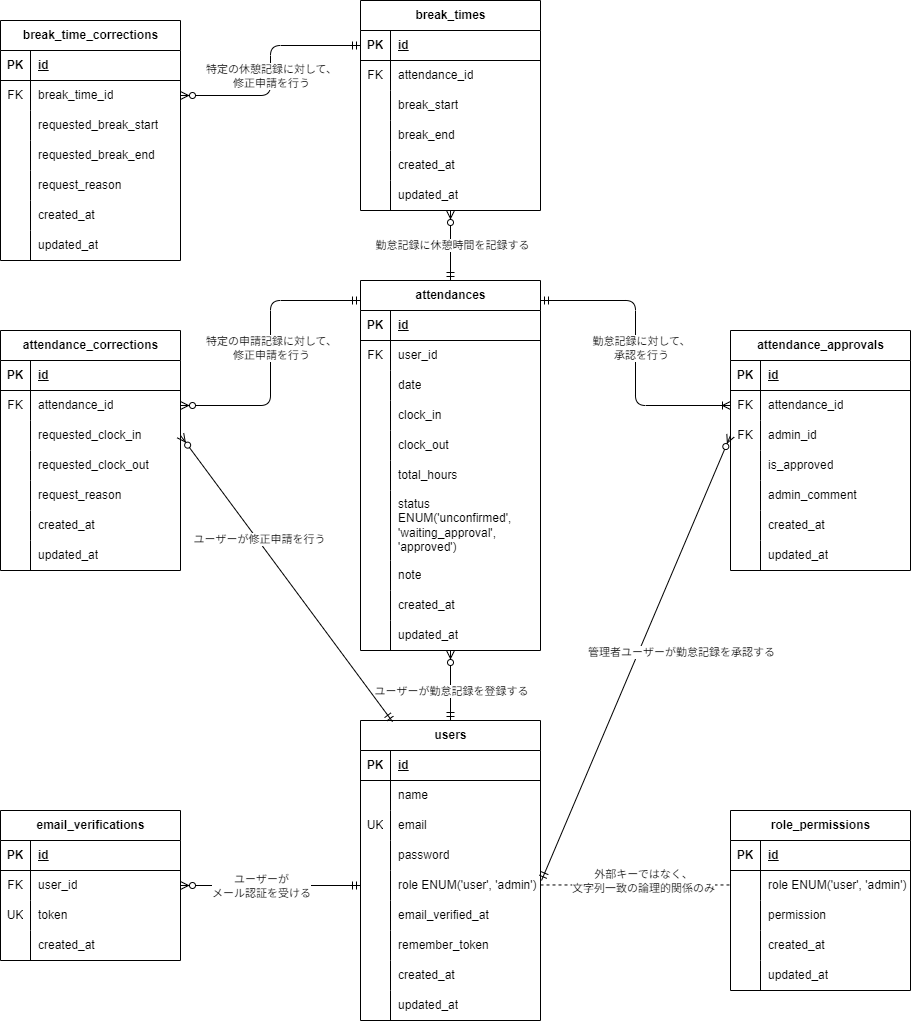 break_times
PK id
FK attendance_id
break_start
break_end
created_at
updated_at
break_time_corrections
PK id
FK break_time_id
requested_break_start
requested_break_end
request_reason
created_at
updated_at
特定の休憩記録に対して、
修正申請を行う
勤怠記録に休憩時間を記録する
attendances
PK id
FK user_id
date
clock_in
clock_out
total_hours
status
ENUM('unconfirmed',
'waiting_approval',
'approved')
note
created_at
updated_at
特定の申請記録に対して、
修正申請を行う
勤怠記録に対して、
承認を行う
attendance_corrections
PK id
FK attendance_id
requested_clock_in
requested_clock_out
request_reason
created_at
updated_at
attendance_approvals
PK id
FK attendance_id
FK admin_id
is_approved
admin_comment
created_at
updated_at
ユーザーが修正申請を行う
管理者ユーザーが勤怠記録を承認する
ユーザーが勤怠記録を登録する
users
PK id
name
UK email
password
role ENUM('user', 'admin')
email_verified_at
remember_token
created_at
updated_at
email_verifications
PK id
FK user_id
UK token
created_at
ユーザーが
メール認証を受ける
外部キーではなく、
文字列一致の論理的関係のみ
role_permissions
PK id
role ENUM('user', 'admin')
permission
created_at
updated_at